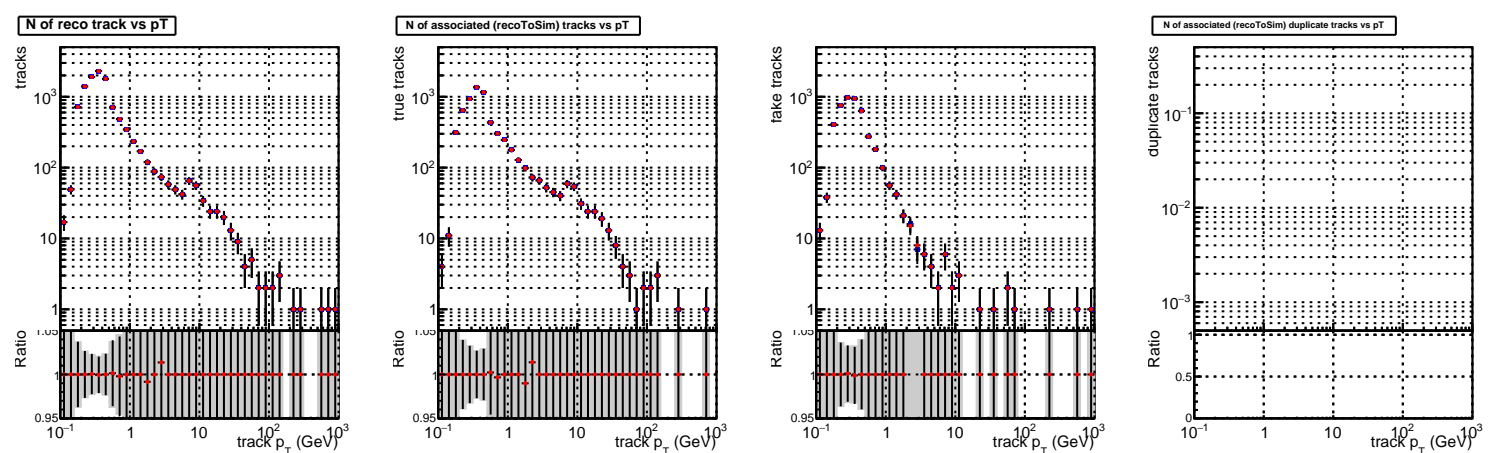 N of reco track vs pT
tracks
10³
10²
10
1
Ratio
1.05
1
0.95
10⁻¹ 1 10 10² 10³
track p_T (GeV)
N of associated (recoToSim) tracks vs pT
true tracks
10³
10²
10
1
Ratio
1.05
1
0.95
10⁻¹ 1 10 10² 10³
track p_T (GeV)
fake tracks
10³
10²
10
1
Ratio
1.05
1
0.95
10⁻¹ 1 10 10² 10³
track p_T (GeV)
N of associated (recoToSim) duplicate tracks vs pT
duplicate tracks
10⁻¹
10⁻²
10⁻³
Ratio
1
0.5
0
10⁻¹ 1 10 10² 10³
track p_T (GeV)